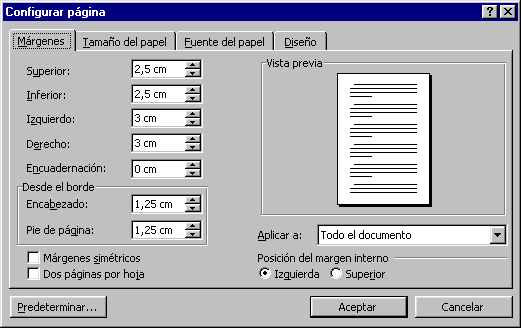 Configurar página
Márgenes Tamaño del papel Fuente del papel Diseño
Superior: 2,5 cm
Inferior: 2,5 cm
Izquierdo: 3 cm
Derecho: 3 cm
Encuadernación: 0 cm
Desde el borde
Encabezado: 1,25 cm
Pie de página: 1,25 cm
Márgenes simétricos
Dos páginas por hoja
Vista previa
Aplicar a: Todo el documento
Posición del margen interno
Izquierda Superior
Predeterminar... Aceptar Cancelar